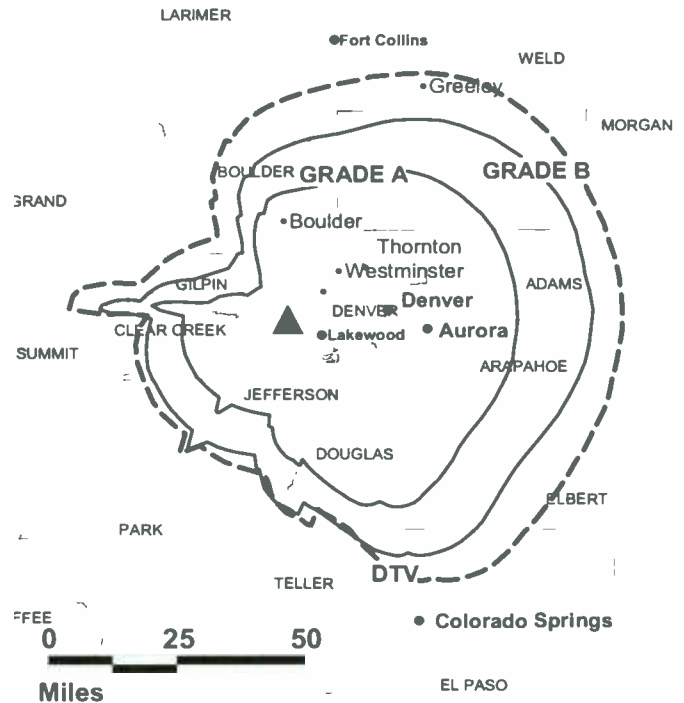 LARIMER
Fort Collins
WELD
Greeley
MORGAN
BOULDER
GRADE A
GRADE B
GRAND
Boulder
Thornton
Westminster
GILPIN
ADAMS
DENVER
Denver
CLEAR CREEK
Lakewood
Aurora
SUMMIT
ARAPAHOE
JEFFERSON
DOUGLAS
ELBERT
PARK
DTV
TELLER
FFEE
Colorado Springs
0 25 50
Miles
EL PASO